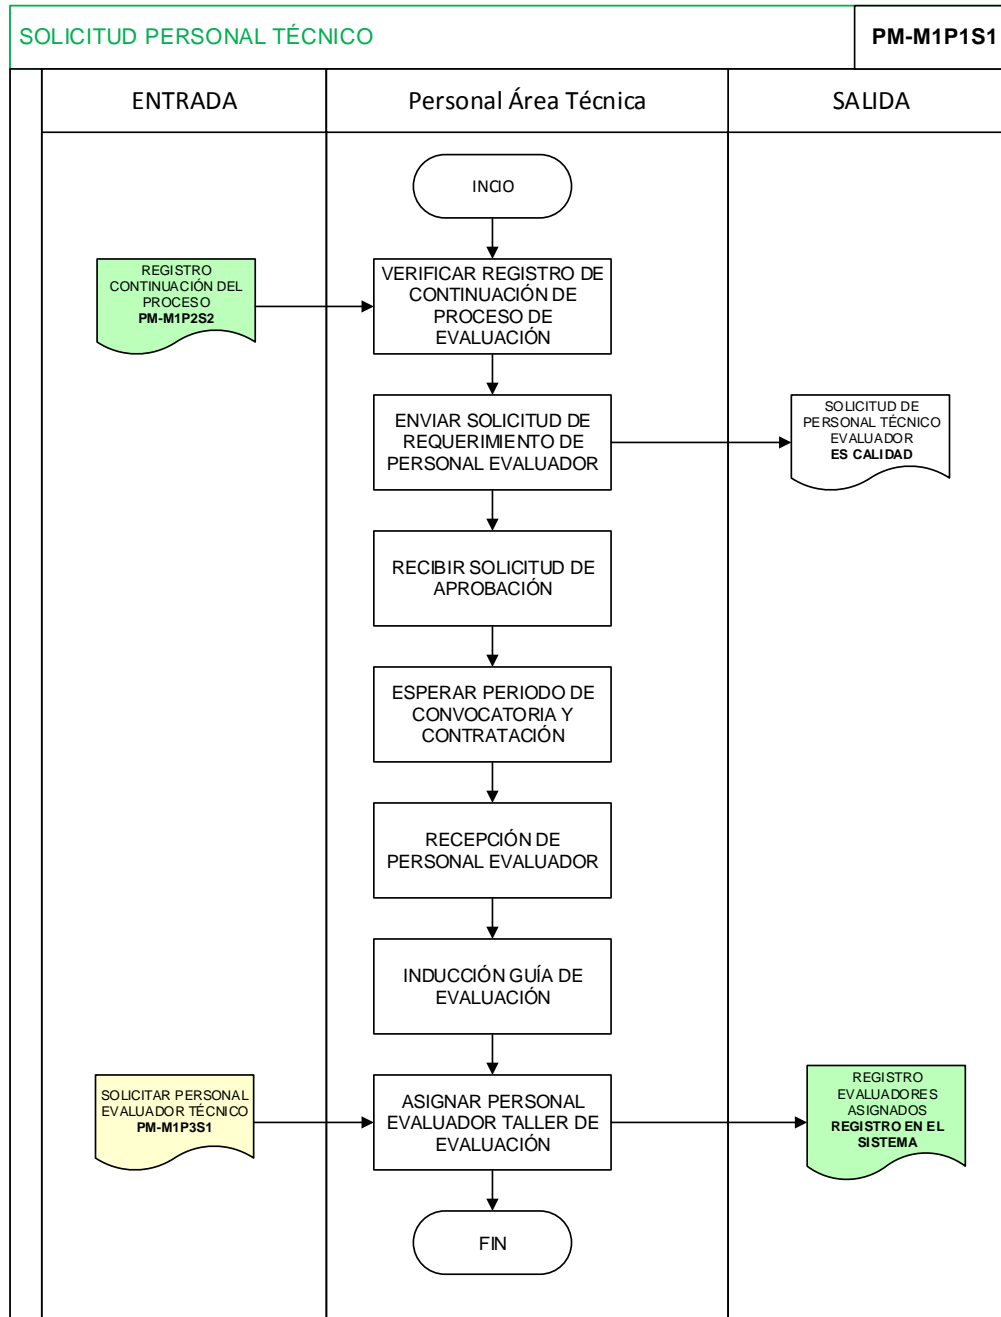 SOLICITUD PERSONAL TÉCNICO
PM-M1P1S1
ENTRADA
Personal Área Técnica
SALIDA
INCIO
REGISTRO
CONTINUACIÓN DEL
PROCESO
PM-M1P2S2
VERIFICAR REGISTRO DE
CONTINUACIÓN DE
PROCESO DE
EVALUACIÓN
ENVIAR SOLICITUD DE
REQUERIMIENTO DE
PERSONAL EVALUADOR
SOLICITUD DE
PERSONAL TÉCNICO
EVALUADOR
ES CALIDAD
RECIBIR SOLICITUD DE
APROBACIÓN
ESPERAR PERIODO DE
CONVOCATORIA Y
CONTRATACIÓN
RECEPCIÓN DE
PERSONAL EVALUADOR
INDUCCIÓN GUÍA DE
EVALUACIÓN
SOLICITAR PERSONAL
EVALUADOR TÉCNICO
PM-M1P3S1
ASIGNAR PERSONAL
EVALUADOR TALLER DE
EVALUACIÓN
REGISTRO
EVALUADORES
ASIGNADOS
REGISTRO EN EL
SISTEMA
FIN